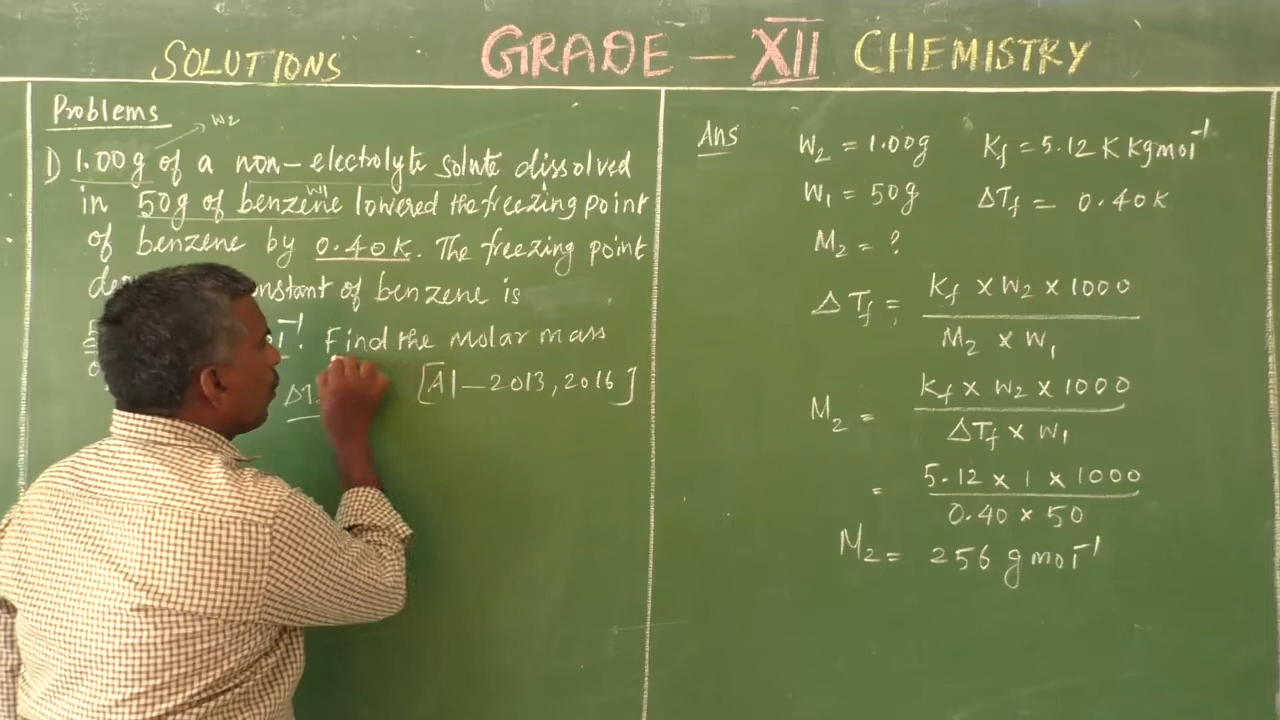 SOLUTIONS GRADE - XII CHEMISTRY
Problems
W2
1) 1.00g of a non-electrolyte solute dissolved
W1
in 50g of benzene lowered the freezing point
of benzene by 0.40K. The freezing point
of benzene is
Find the molar mass
[AI-2013, 2016]
Ans
W₂ = 1.00g Kf = 5.12 K Kg mol⁻¹
W₁ = 50g ΔTf = 0.40K
M₂ = ?
ΔTf = Kf × W₂ × 1000
M₂ × W₁
M₂ = Kf × W₂ × 1000
ΔTf × W₁
= 5.12 × 1 × 1000
0.40 × 50
M₂ = 256 g mol⁻¹